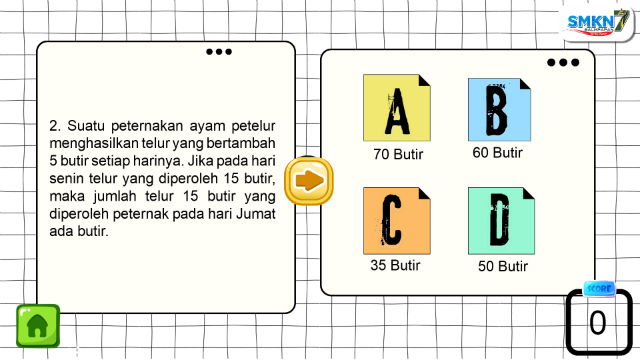 SMKN 7
2. Suatu peternakan ayam petelur
menghasilkan telur yang bertambah
5 butir setiap harinya. Jika pada hari
senin telur yang diperoleh 15 butir,
maka jumlah telur 15 butir yang
diperoleh peternak pada hari Jumat
ada butir.
A
70 Butir
B
60 Butir
C
35 Butir
D
50 Butir
SCORE
0